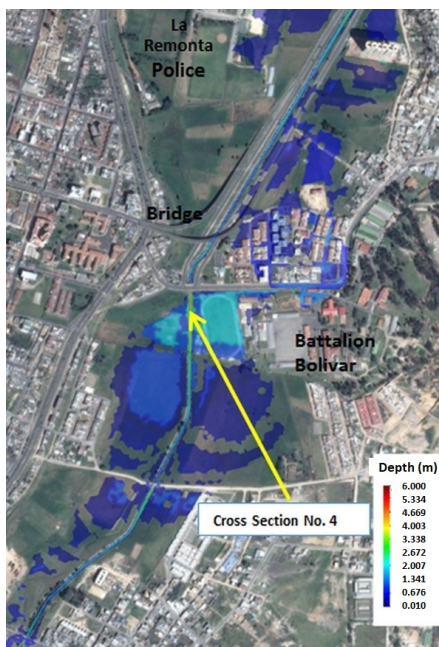 La
Remonta
Police
Bridge
Battalion
Bolivar
Depth (m)
6.000
5.334
4.669
4.003
3.338
2.672
2.007
1.341
0.676
0.010
Cross Section No. 4